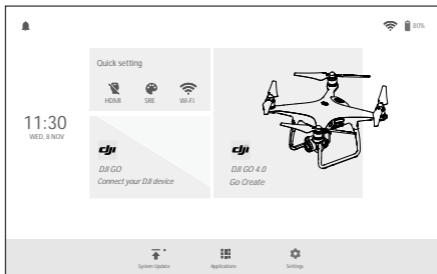 80%
Quick setting
HDMI
SRE
Wi-Fi
11:30
WED, 8 NOV
dji
DJI GO
Connect your DJI device
dji
DJI GO 4.0
Go Create
System Update
Applications
Settings